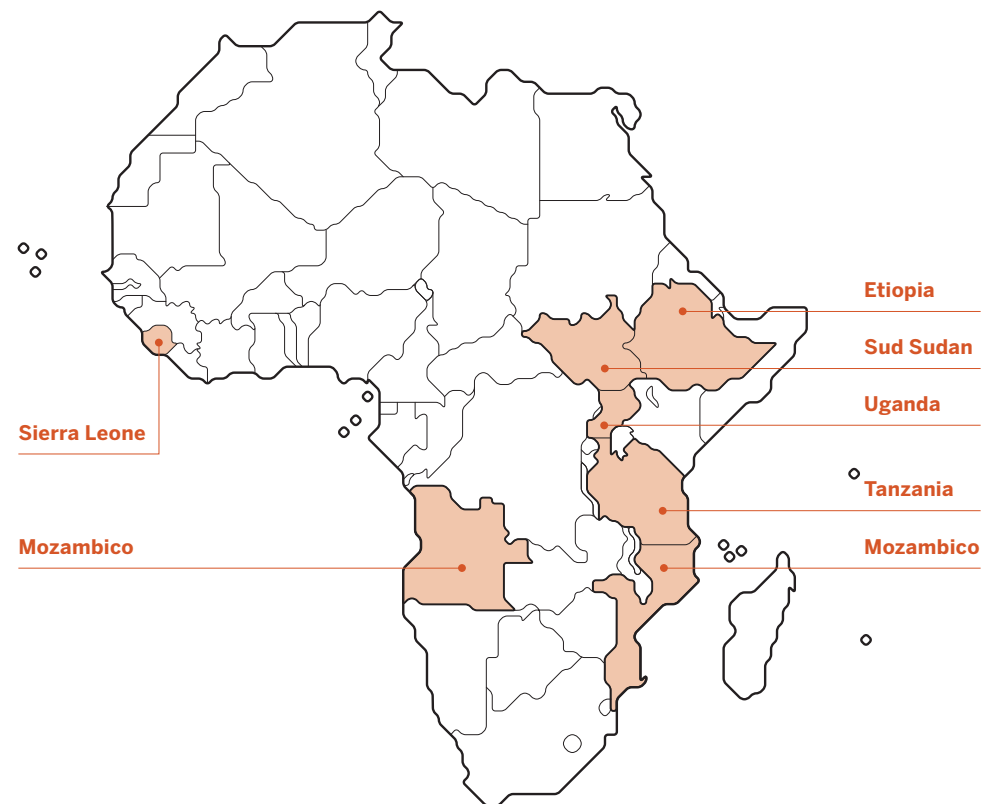 Etiopia
Sud Sudan
Uganda
Sierra Leone
Tanzania
Mozambico
Mozambico